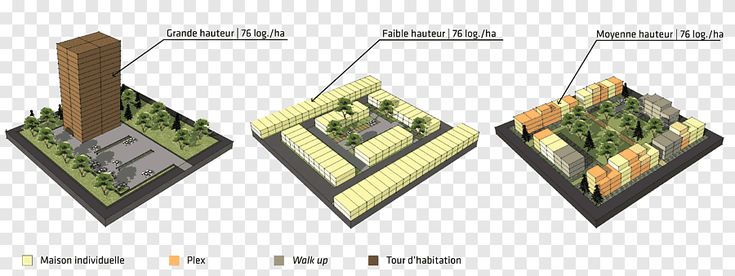 Grande hauteur | 76 log./ha
Faible hauteur | 76 log./ha
Moyenne hauteur | 76 log./ha
Maison individuelle
Plex
Walk up
Tour d'habitation